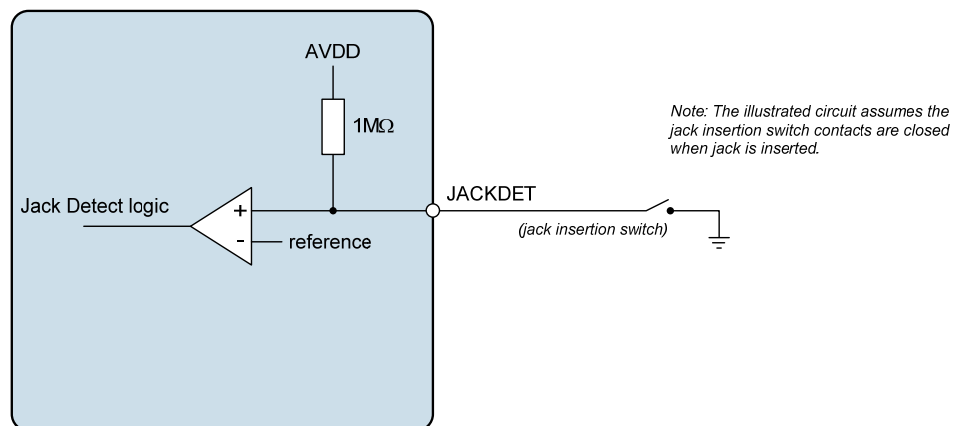 AVDD
1MΩ
Note: The illustrated circuit assumes the
jack insertion switch contacts are closed
when jack is inserted.
Jack Detect logic
+
-
reference
JACKDET
(jack insertion switch)